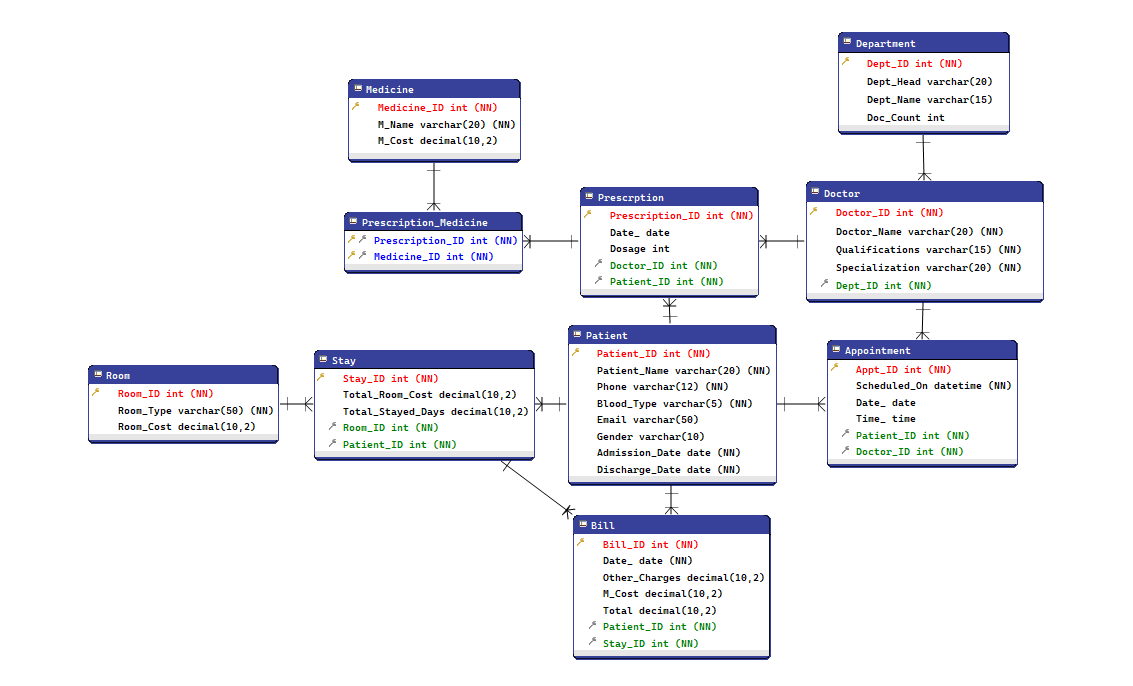 Department
Dept_ID int (NN)
Dept_Head varchar(20)
Dept_Name varchar(15)
Doc_Count int
Medicine
Medicine_ID int (NN)
M_Name varchar(20) (NN)
M_Cost decimal(10,2)
Prescription_Medicine
Prescription_ID int (NN)
Medicine_ID int (NN)
Prescrption
Prescription_ID int (NN)
Date_ date
Dosage int
Doctor_ID int (NN)
Patient_ID int (NN)
Doctor
Doctor_ID int (NN)
Doctor_Name varchar(20) (NN)
Qualifications varchar(15) (NN)
Specialization varchar(20) (NN)
Dept_ID int (NN)
Room
Room_ID int (NN)
Room_Type varchar(50) (NN)
Room_Cost decimal(10,2)
Stay
Stay_ID int (NN)
Total_Room_Cost decimal(10,2)
Total_Stayed_Days decimal(10,2)
Room_ID int (NN)
Patient_ID int (NN)
Patient
Patient_ID int (NN)
Patient_Name varchar(20) (NN)
Phone varchar(12) (NN)
Blood_Type varchar(5) (NN)
Email varchar(50)
Gender varchar(10)
Admission_Date date (NN)
Discharge_Date date (NN)
Appointment
Appt_ID int (NN)
Scheduled_On datetime (NN)
Date_ date
Time_ time
Patient_ID int (NN)
Doctor_ID int (NN)
Bill
Bill_ID int (NN)
Date_ date (NN)
Other_Charges decimal(10,2)
M_Cost decimal(10,2)
Total decimal(10,2)
Patient_ID int (NN)
Stay_ID int (NN)